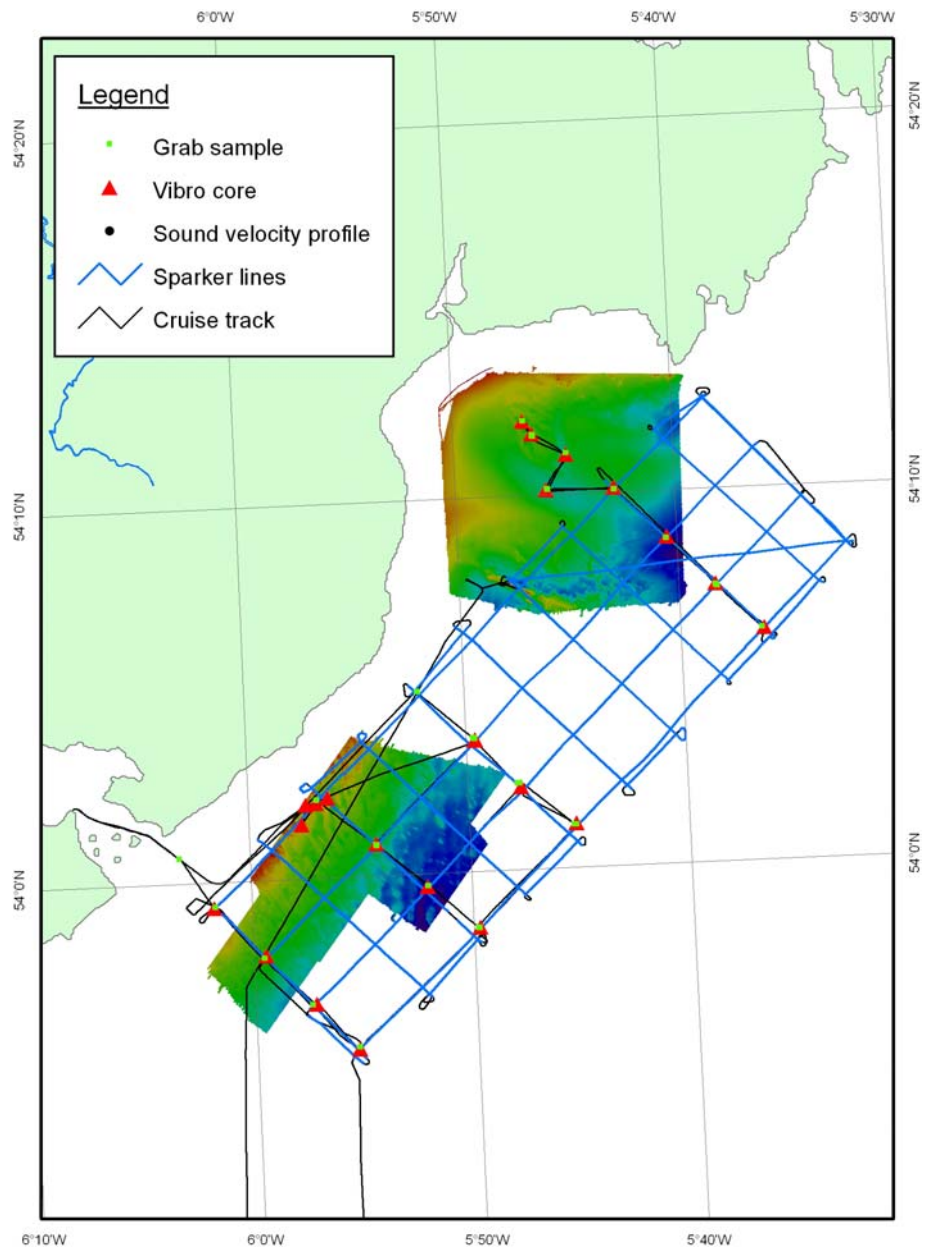 6°0'W
5°50'W
5°40'W
5°30'W
Legend
Grab sample
Vibro core
Sound velocity profile
Sparker lines
Cruise track
54°20'N
54°20'N
54°10'N
54°10'N
54°0'N
54°0'N
6°10'W
6°0'W
5°50'W
5°40'W